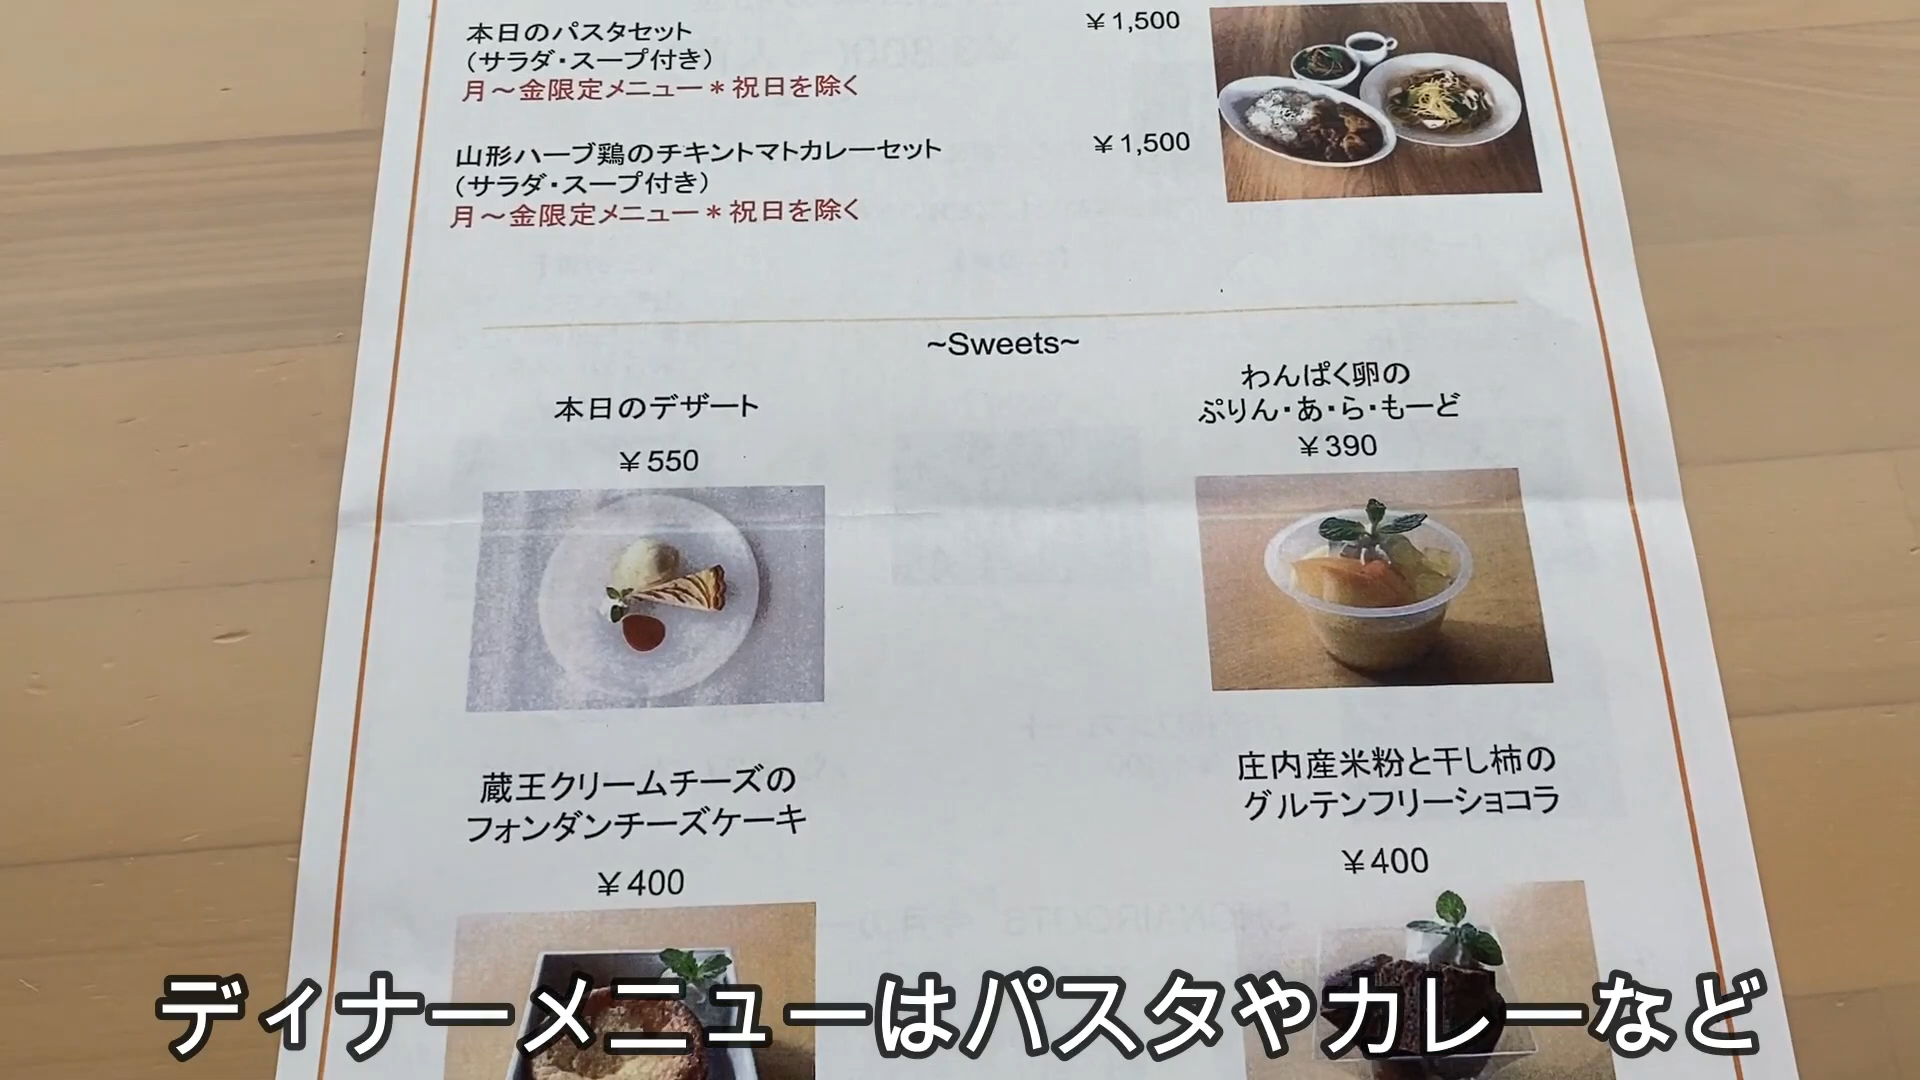 本日のパスタセット
¥1,500
(サラダ・スープ付き)
月～金限定メニュー＊祝日を除く
山形ハーブ鶏のチキントマトカレーセット
¥1,500
(サラダ・スープ付き)
月～金限定メニュー＊祝日を除く
~Sweets~
本日のデザート
¥550
わんぱく卵の
ぷりん・あ・ら・もーど
¥390
蔵王クリームチーズの
フォンダンチーズケーキ
¥400
庄内産米粉と干し柿の
グルテンフリーショコラ
¥400
ディナーメニューはパスタやカレーなど